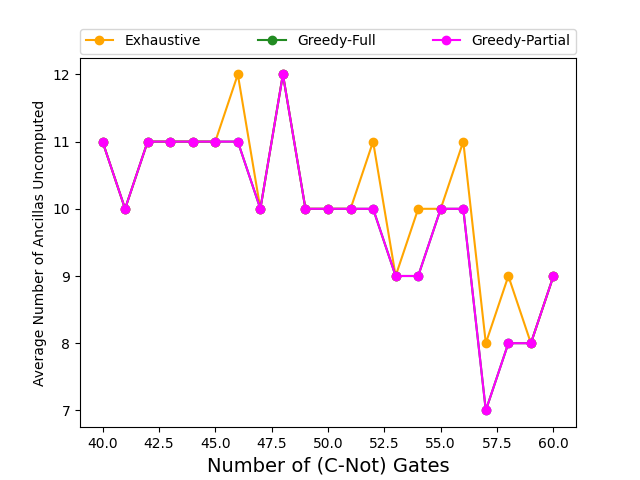 Exhaustive Greedy-Full Greedy-Partial
12
11
10
9
8
7
Average Number of Ancillas Uncomputed
40.0 42.5 45.0 47.5 50.0 52.5 55.0 57.5 60.0
Number of (C-Not) Gates